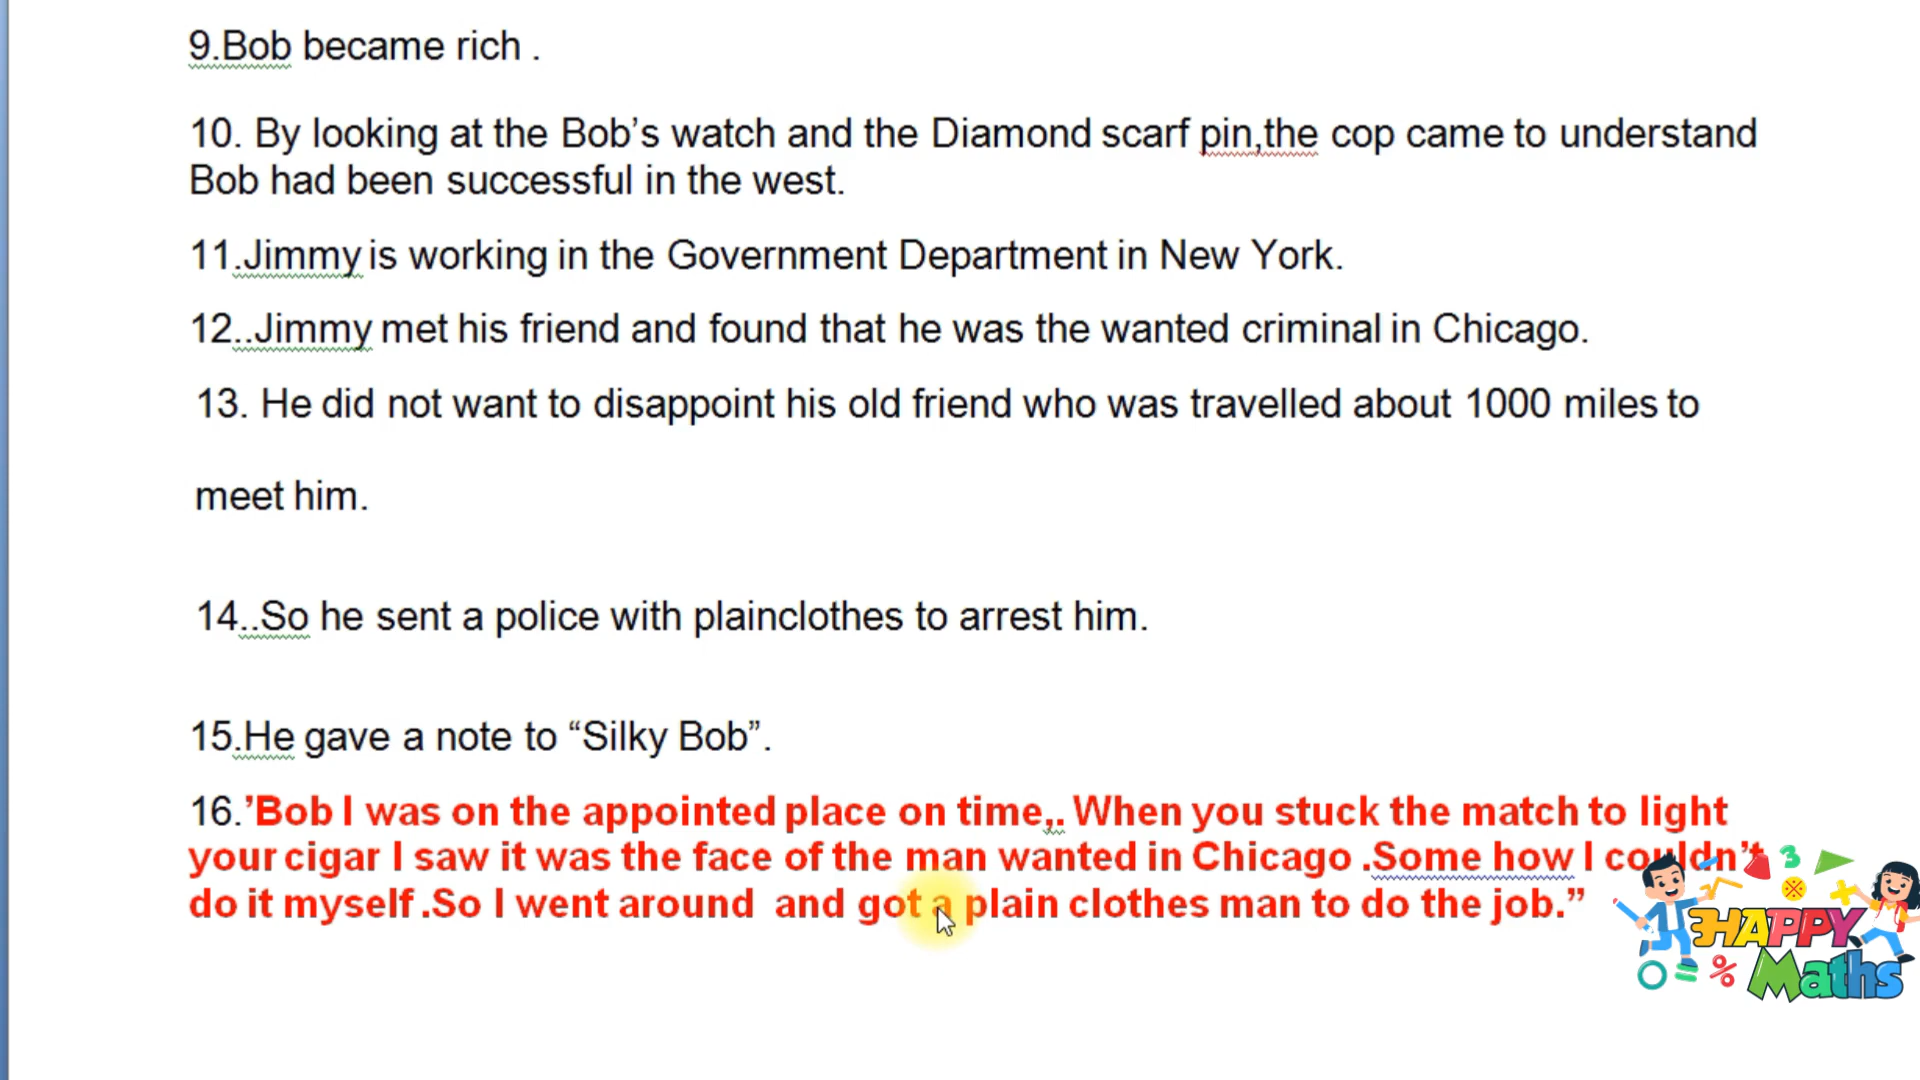 9.Bob became rich .
10. By looking at the Bob’s watch and the Diamond scarf pin,the cop came to understand
Bob had been successful in the west.
11.Jimmy is working in the Government Department in New York.
12..Jimmy met his friend and found that he was the wanted criminal in Chicago.
13. He did not want to disappoint his old friend who was travelled about 1000 miles to
meet him.
14..So he sent a police with plainclothes to arrest him.
15.He gave a note to “Silky Bob”.
16.’Bob I was on the appointed place on time,. When you stuck the match to light
your cigar I saw it was the face of the man wanted in Chicago .Some how I couldn’t
do it myself .So I went around  and got a plain clothes man to do the job.”
3
HAPPY
Maths
%